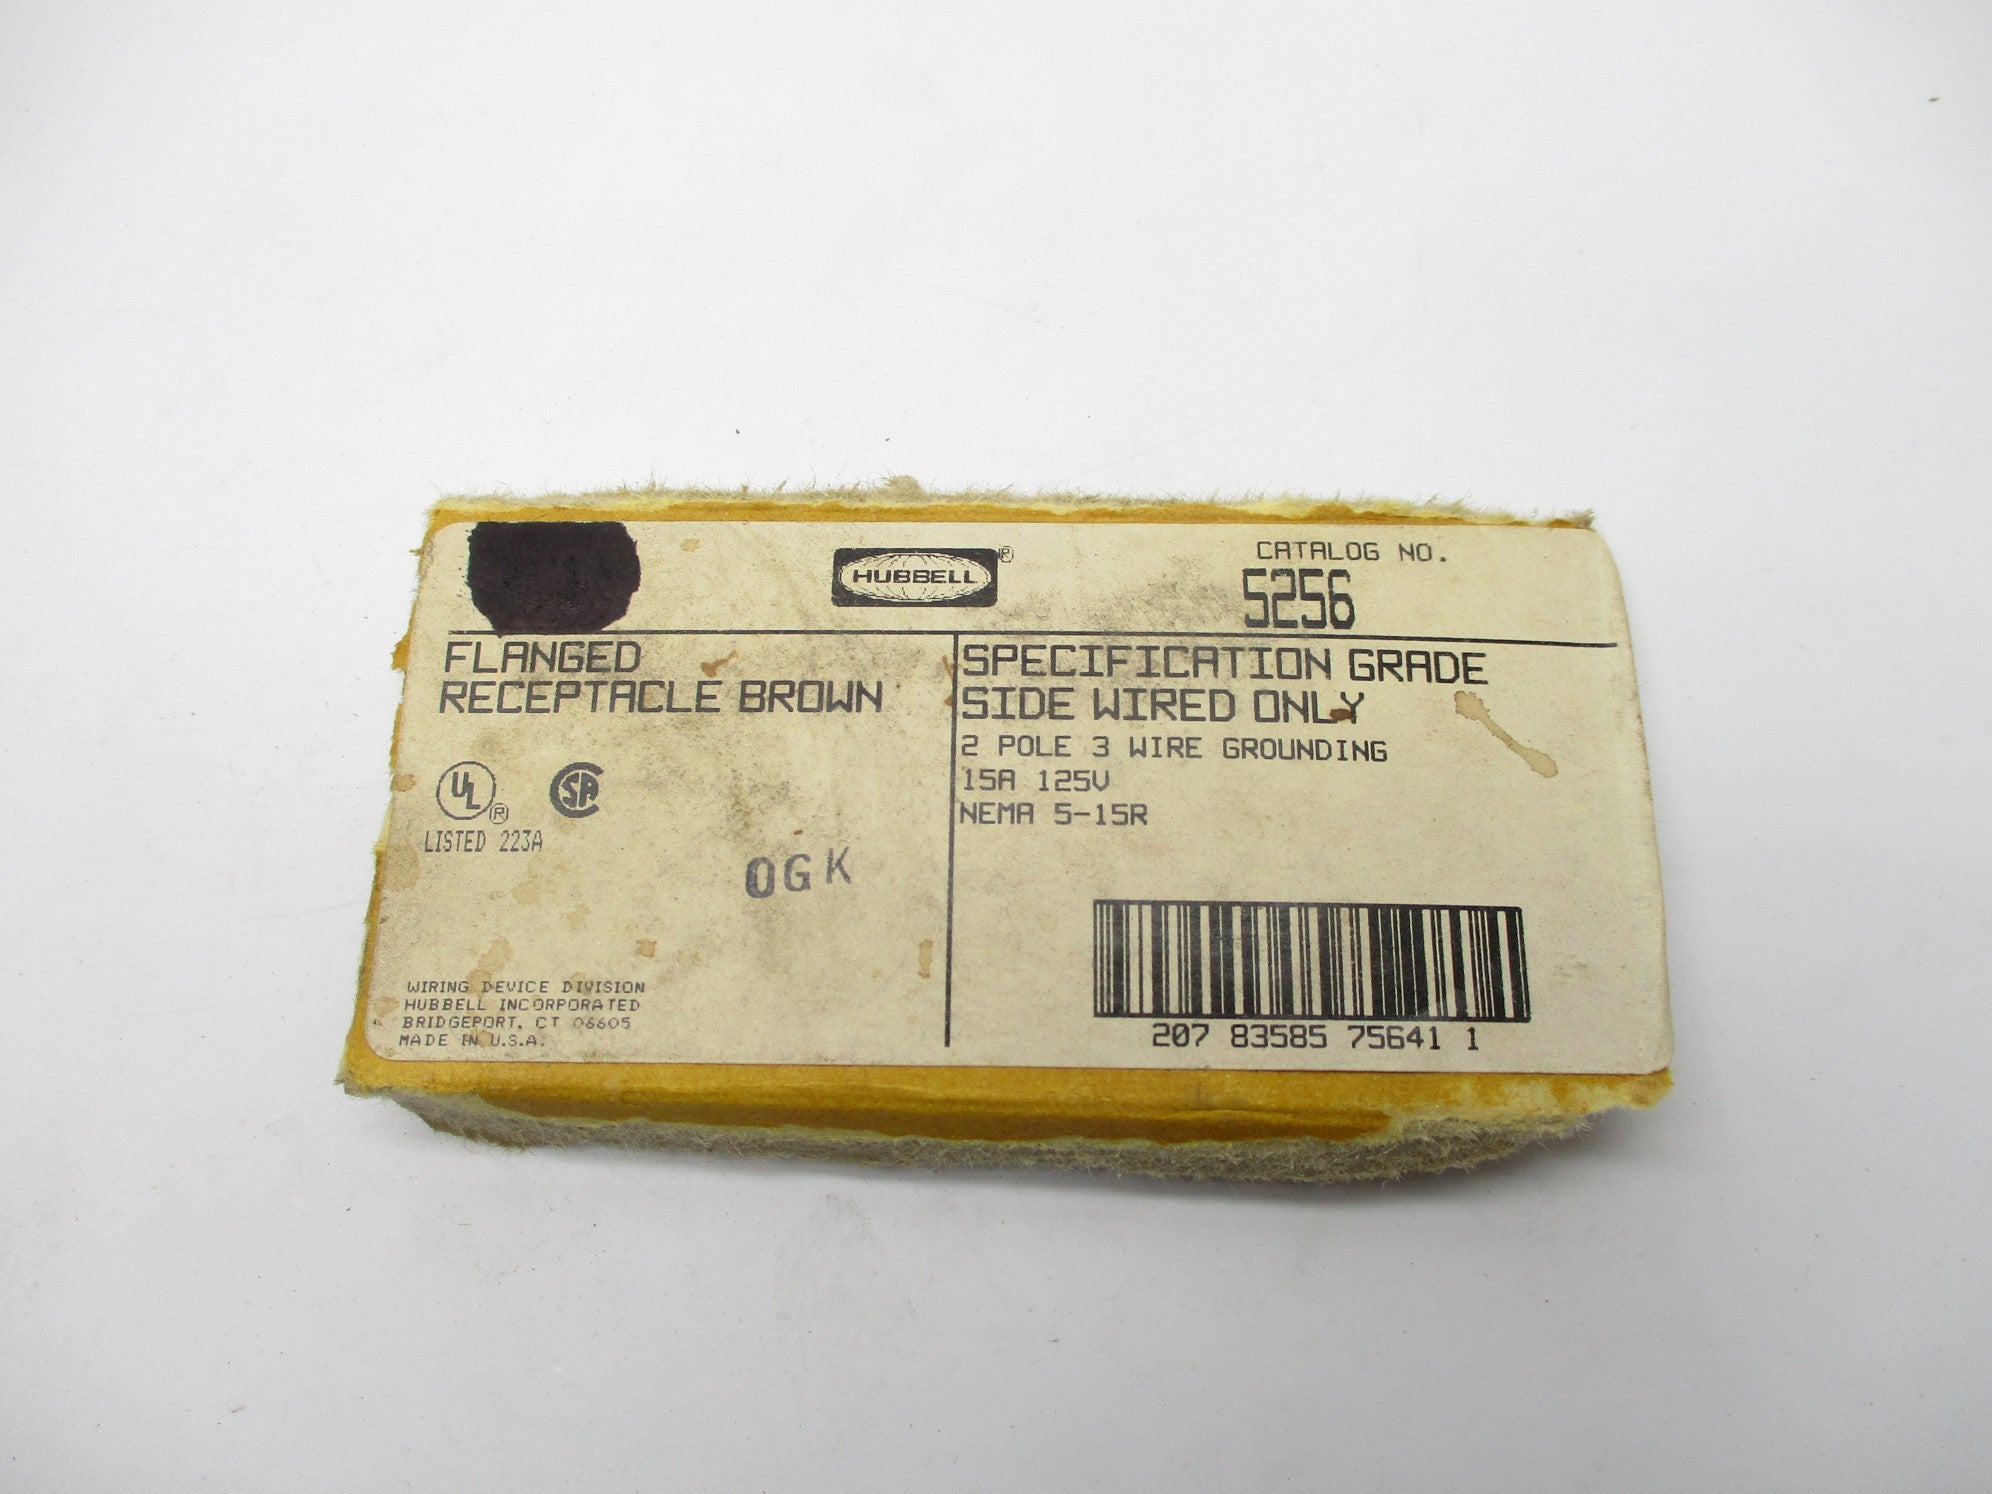 HUBBELL ®
CATALOG NO.
5256
FLANGED
RECEPTACLE BROWN
UL ®
LISTED 223A
CSA
OGK
WIRING DEVICE DIVISION
HUBBELL INCORPORATED
BRIDGEPORT, CT 06605
MADE IN U.S.A.
SPECIFICATION GRADE
SIDE WIRED ONLY
2 POLE 3 WIRE GROUNDING
15A 125V
NEMA 5-15R
207 83585 75641 1